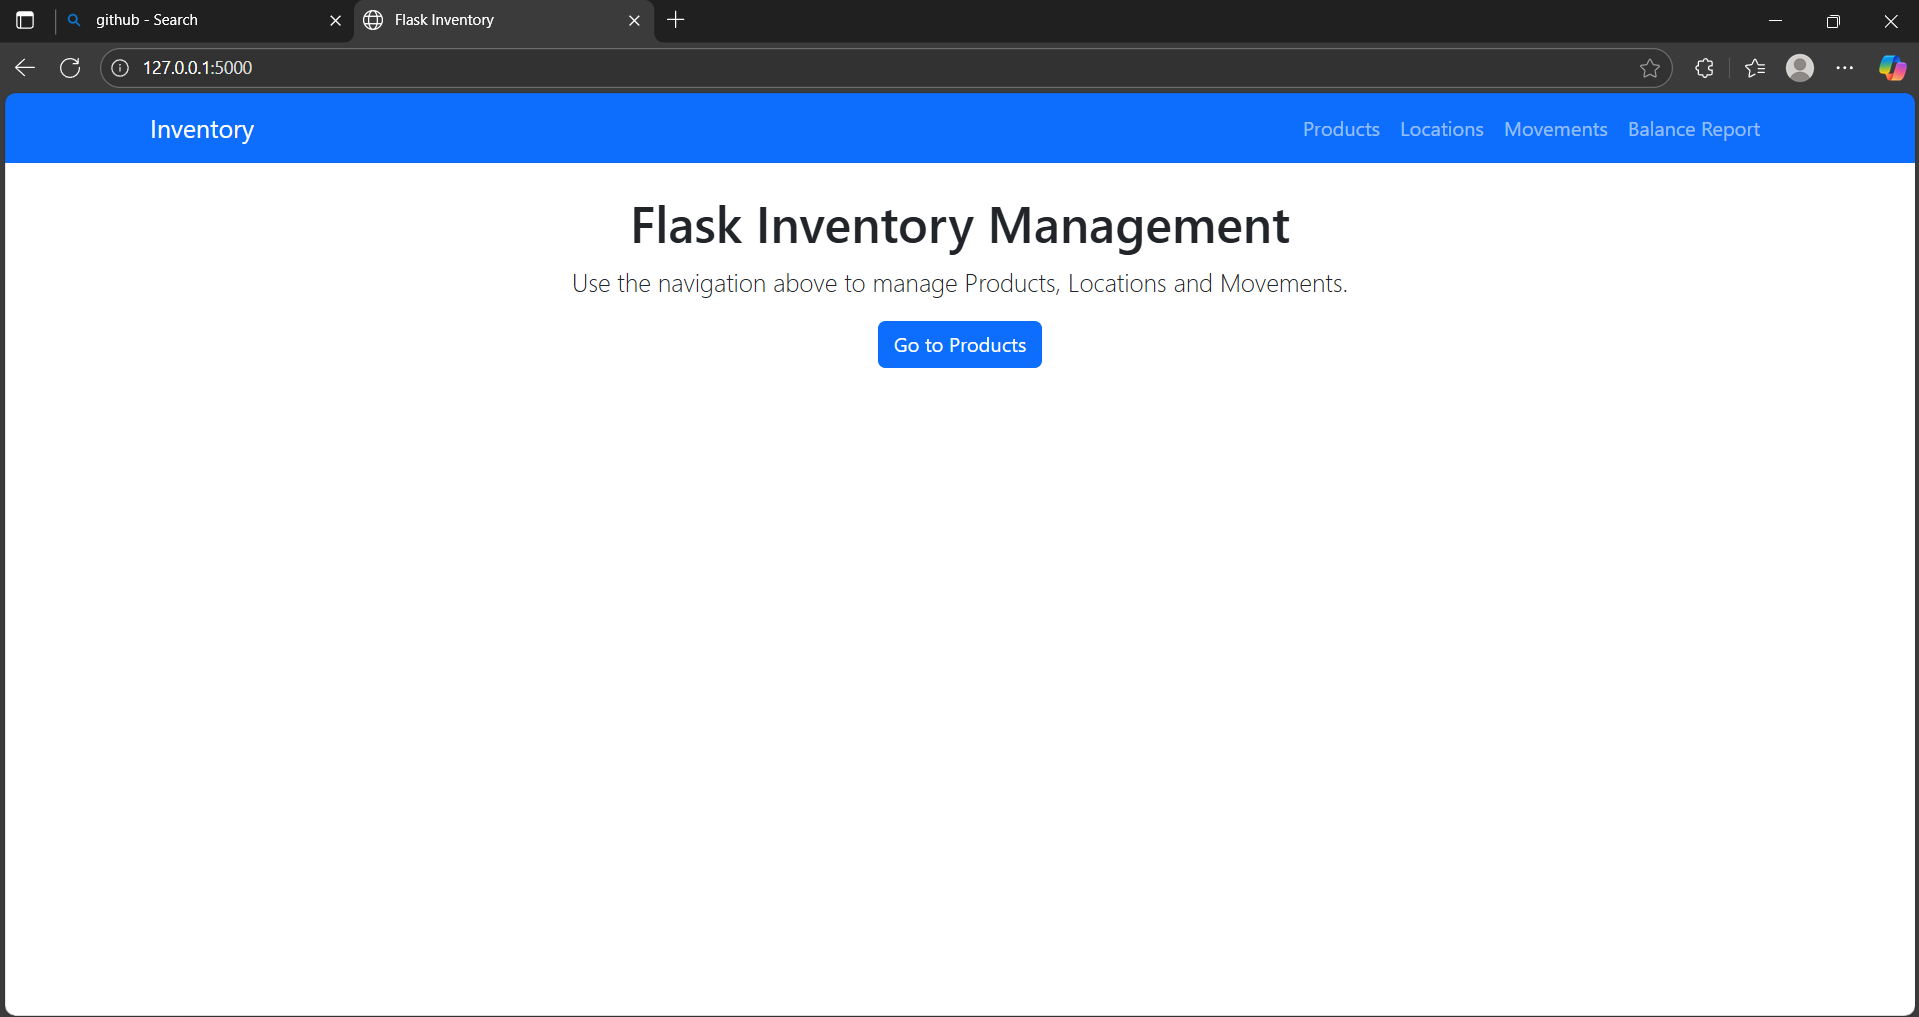 github - Search
Flask Inventory
127.0.0.1:5000
Inventory
Products Locations Movements Balance Report
Flask Inventory Management
Use the navigation above to manage Products, Locations and Movements.
Go to Products